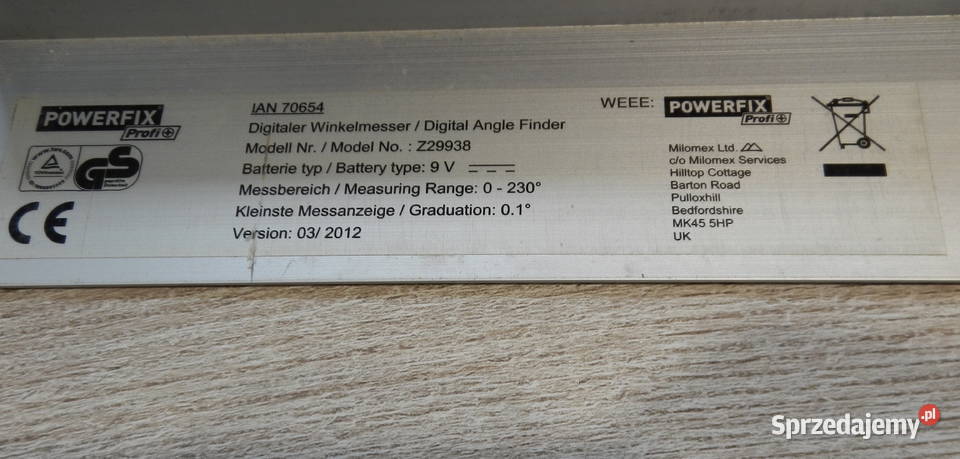 POWERFIX
Profi
GS
CE
IAN 70654
Digitaler Winkelmesser / Digital Angle Finder
Modell Nr. / Model No. : Z29938
Batterie typ / Battery type: 9 V
Messbereich / Measuring Range: 0 - 230°
Kleinste Messanzeige / Graduation: 0.1°
Version: 03/ 2012
WEEE: POWERFIX
Profi
Milomex Ltd.
c/o Milomex Services
Hilltop Cottage
Barton Road
Pulloxhill
Bedfordshire
MK45 5HP
UK
Sprzedajemy.pl